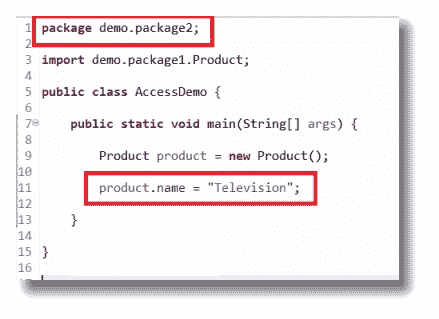 1 package demo.package2;
2
3 import demo.package1.Product;
4
5 public class AccessDemo {
6
7 public static void main(String[] args) {
8
9 Product product = new Product();
10
11 product.name = "Television";
12
13 }
14
15 }
16